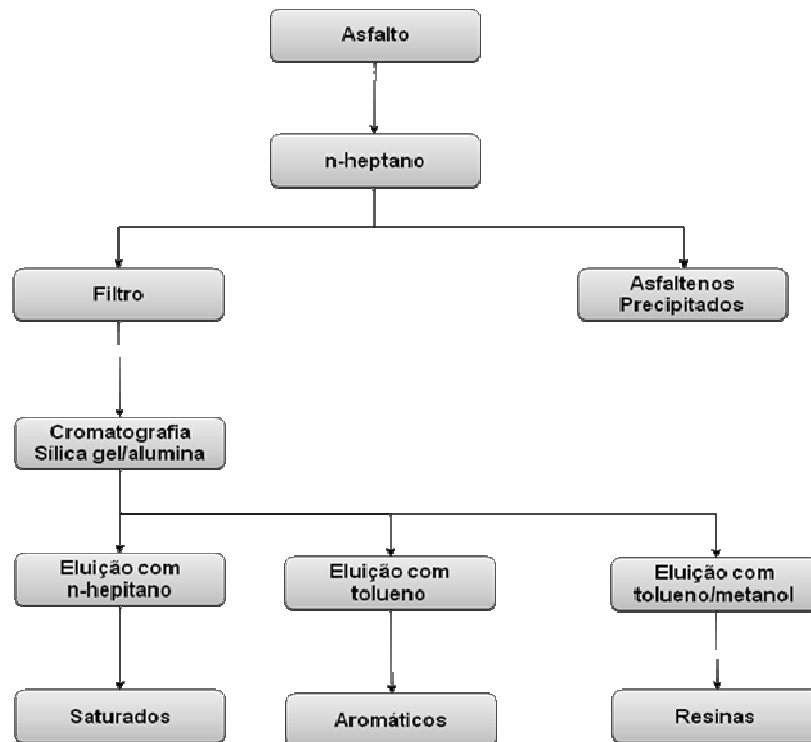 Asfalto
n-heptano
Filtro
Asfaltenos
Precipitados
Cromatografia
Sílica gel/alumina
Eluição com
n-hepitano
Eluição com
tolueno
Eluição com
tolueno/metanol
Saturados
Aromáticos
Resinas